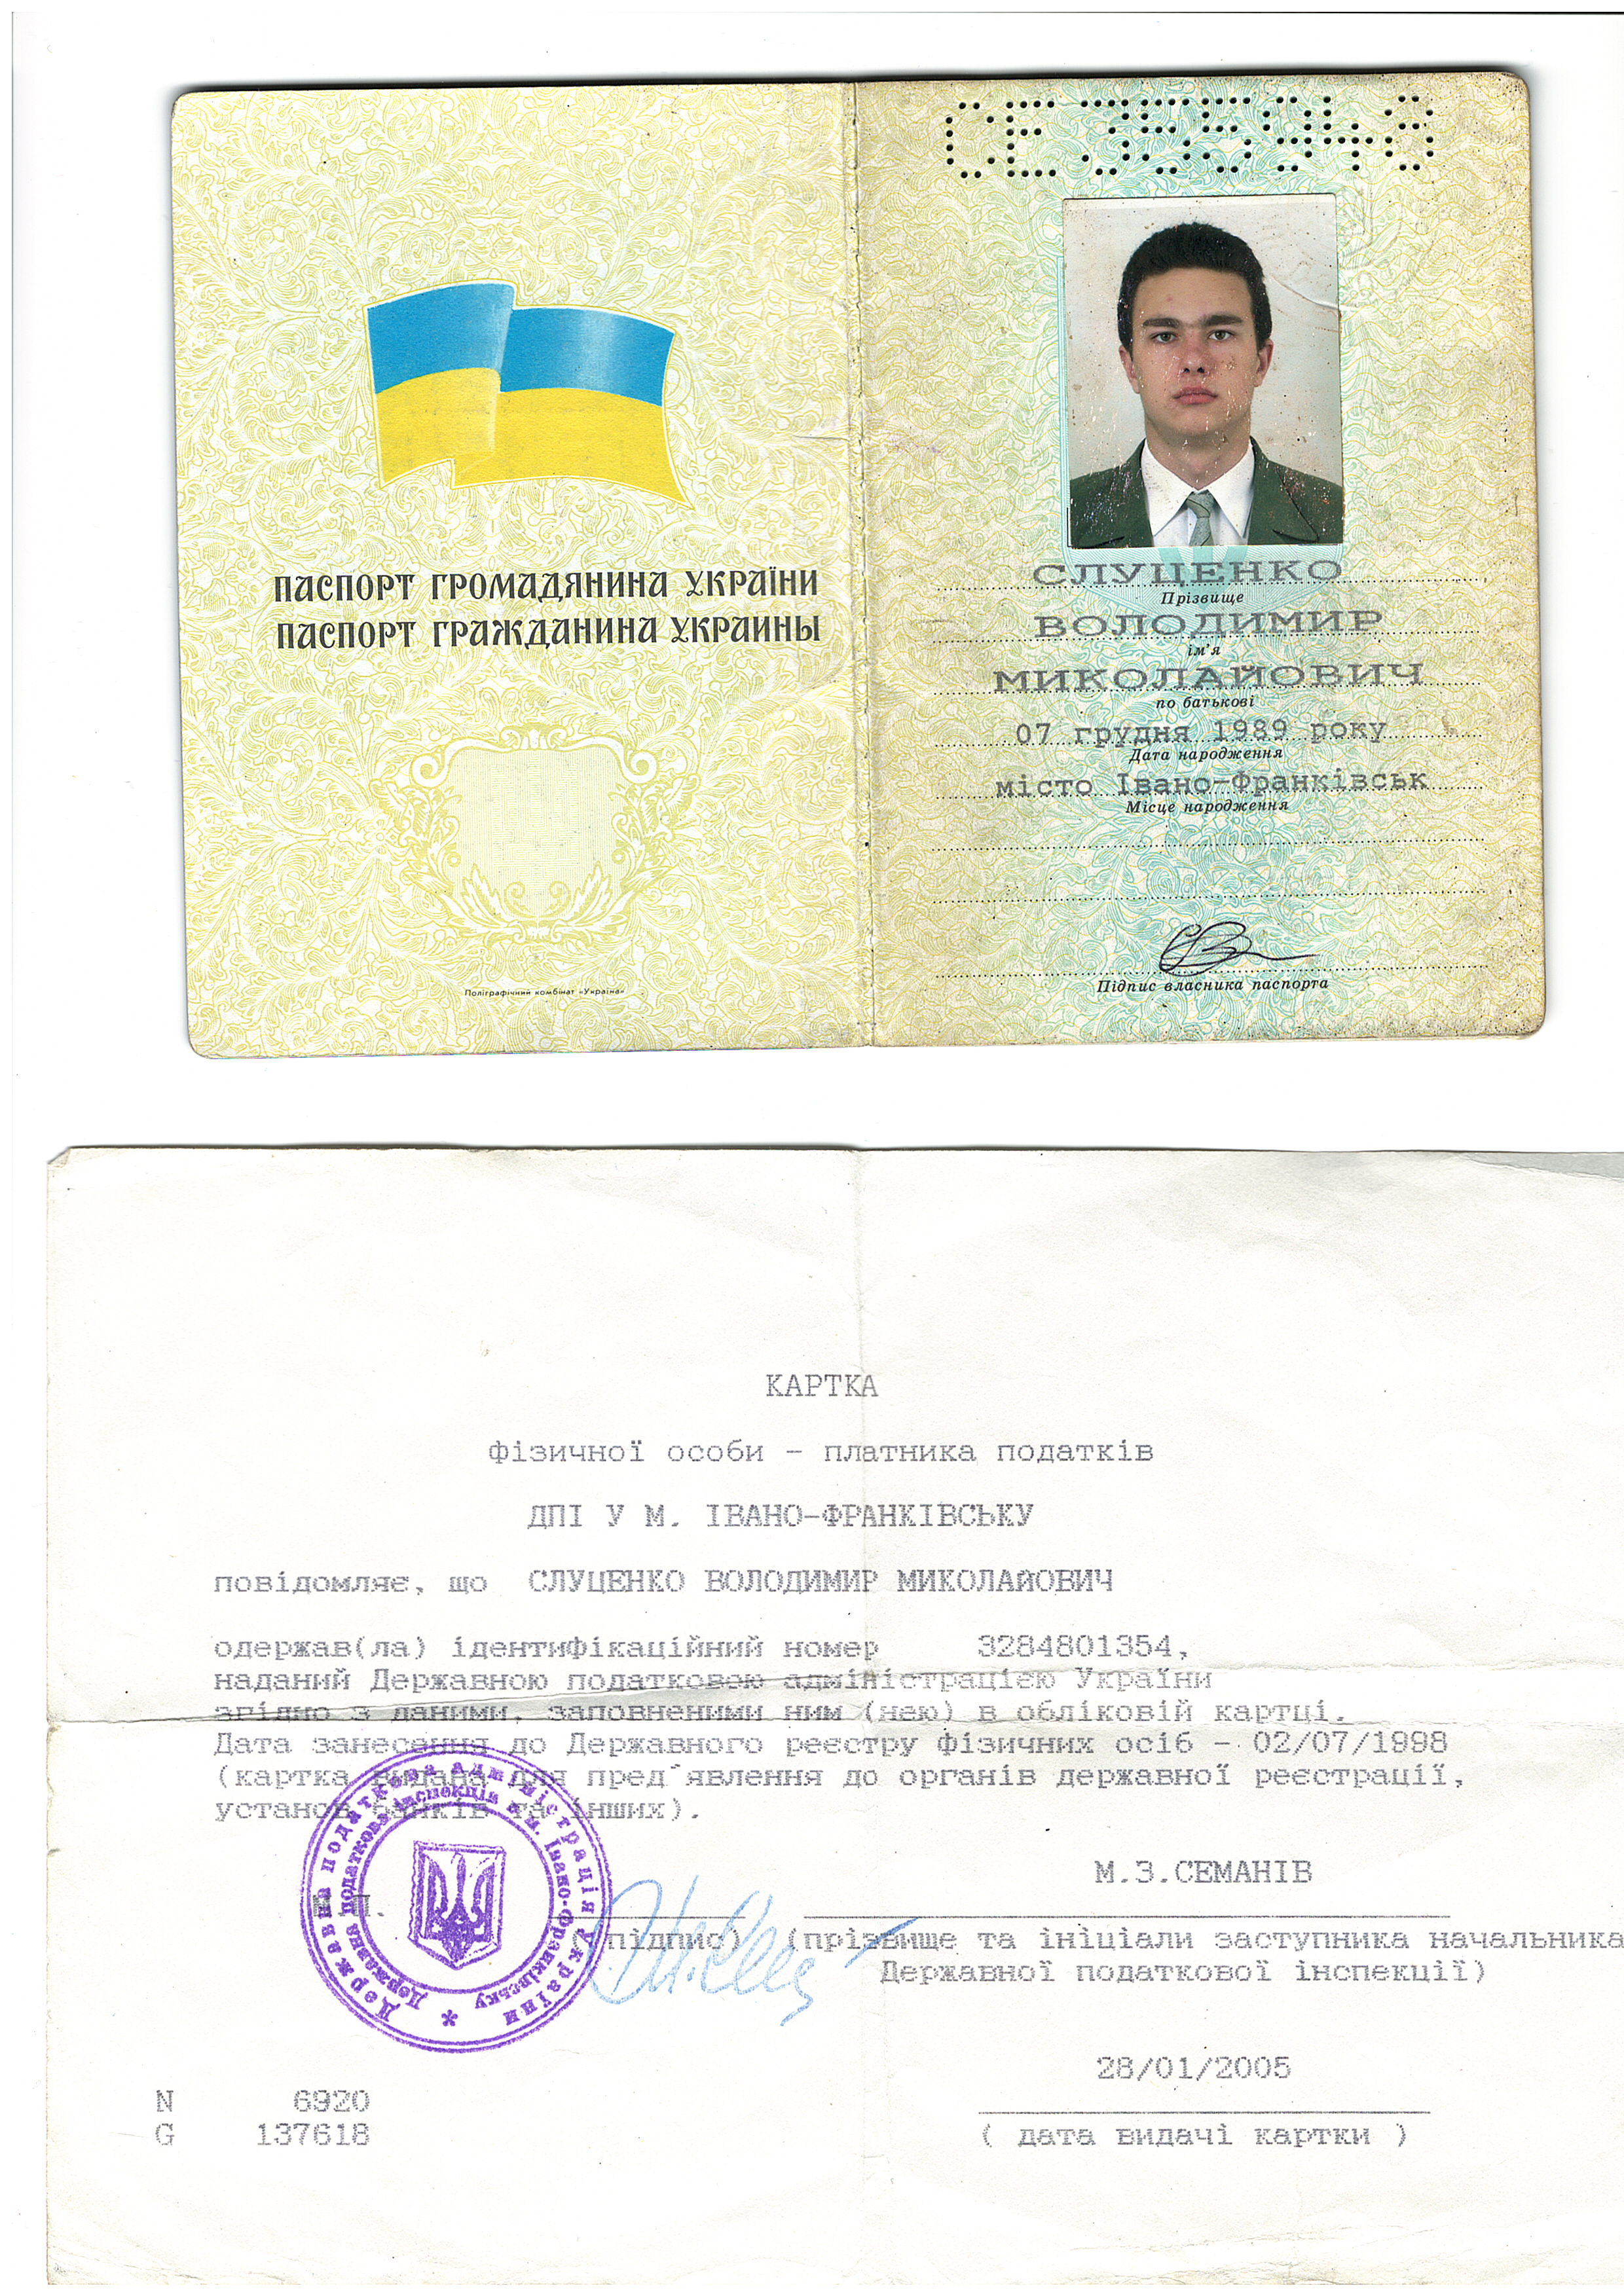 СЕ 355948
ПАСПОРТ ГРОМАДЯНИНА УКРАЇНИ
ПАСПОРТ ГРАЖДАНИНА УКРАИНЫ
Поліграфічний комбінат «Україна»
СЛУЦЕНКО
Прізвище
ВОЛОДИМИР
ім'я
МИКОЛАЙОВИЧ
по батькові
07 грудня 1989 року
Дата народження
місто Івано-Франківськ
Місце народження
Підпис власника паспорта
КАРТКА
фізичної особи - платника податків
ДПІ У М. ІВАНО-ФРАНКІВСЬКУ
повідомляє, що СЛУЦЕНКО ВОЛОДИМИР МИКОЛАЙОВИЧ
одержав(ла) ідентифікаційний номер 3284801354,
наданий Державною податковою адміністрацією України
згідно з даними, заповненими ним (нею) в обліковій картці.
Дата занесання до Державного реєстру фізичних осіб - 02/07/1998
(картка видана для пред'явлення до органів державної реєстрації,
установ банків та інших).
Державна податкова адміністрація України
Державна податкова інспекція в м. Івано-Франківську
М.П.
М.З.СЕМАНІВ
(підпис) (прізвище та ініціали заступника начальника
Державної податкової інспекції)
28/01/2005
N 6920
G 137618
( дата видачі картки )